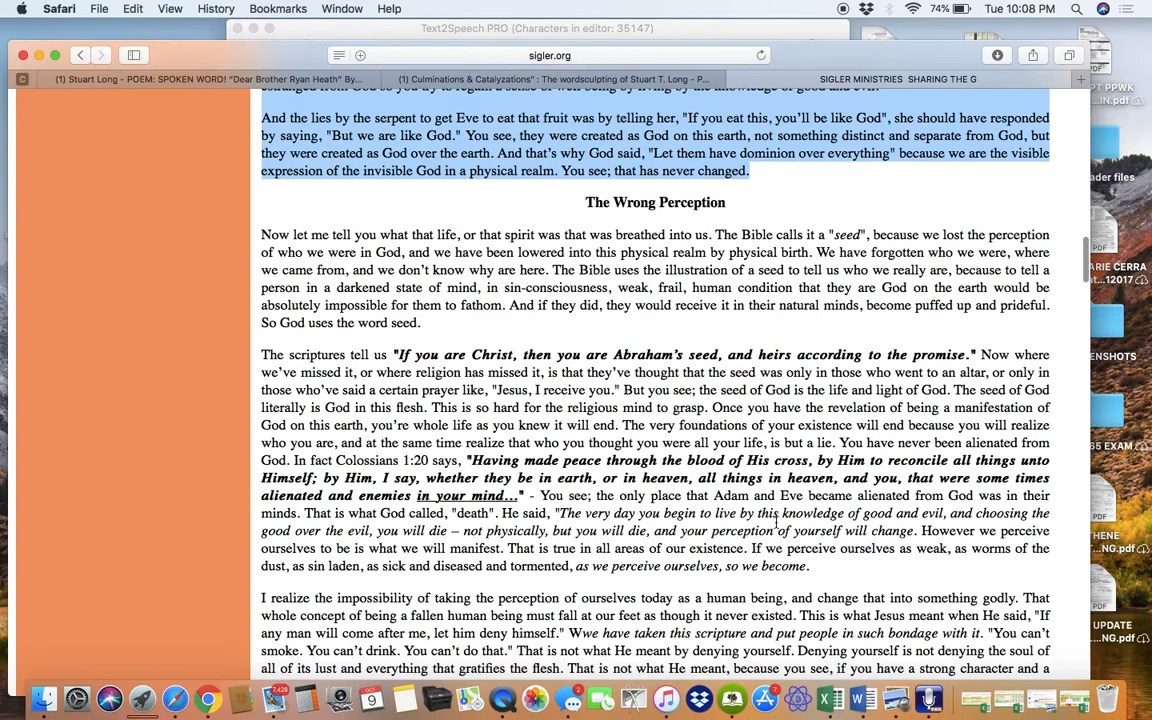 Safari File Edit View History Bookmarks Window Help
74% Tue 10:08 PM
Text2Speech PRO (Characters in editor: 35147)
sigler.org
(1) Stuart Long - POEM: SPOKEN WORD! "Dear Brother Ryan Heath" By...
(1) Culminations & Catalyzations" : The wordsculpting of Stuart T. Long - P...
SIGLER MINISTRIES SHARING THE G
And the lies by the serpent to get Eve to eat that fruit was by telling her, "If you eat this, you'll be like God", she should have responded
by saying, "But we are like God." You see, they were created as God on this earth, not something distinct and separate from God, but
they were created as God over the earth. And that's why God said, "Let them have dominion over everything" because we are the visible
expression of the invisible God in a physical realm. You see; that has never changed.
The Wrong Perception
Now let me tell you what that life, or that spirit was that was breathed into us. The Bible calls it a "seed", because we lost the perception
of who we were in God, and we have been lowered into this physical realm by physical birth. We have forgotten who we were, where
we came from, and we don't know why are here. The Bible uses the illustration of a seed to tell us who we really are, because to tell a
person in a darkened state of mind, in sin-consciousness, weak, frail, human condition that they are God on the earth would be
absolutely impossible for them to fathom. And if they did, they would receive it in their natural minds, become puffed up and prideful.
So God uses the word seed.
The scriptures tell us "If you are Christ, then you are Abraham's seed, and heirs according to the promise." Now where
we've missed it, or where religion has missed it, is that they've thought that the seed was only in those who went to an altar, or only in
those who've said a certain prayer like, "Jesus, I receive you." But you see; the seed of God is the life and light of God. The seed of God
literally is God in this flesh. This is so hard for the religious mind to grasp. Once you have the revelation of being a manifestation of
God on this earth, you're whole life as you knew it will end. The very foundations of your existence will end because you will realize
who you are, and at the same time realize that who you thought you were all your life, is but a lie. You have never been alienated from
God. In fact Colossians 1:20 says, "Having made peace through the blood of His cross, by Him to reconcile all things unto
Himself; by Him, I say, whether they be in earth, or in heaven, all things in heaven, and you, that were some times
alienated and enemies in your mind..." - You see; the only place that Adam and Eve became alienated from God was in their
minds. That is what God called, "death". He said, "The very day you begin to live by this knowledge of good and evil, and choosing the
good over the evil, you will die – not physically, but you will die, and your perception of yourself will change. However we perceive
ourselves to be is what we will manifest. That is true in all areas of our existence. If we perceive ourselves as weak, as worms of the
dust, as sin laden, as sick and diseased and tormented, as we perceive ourselves, so we become.
I realize the impossibility of taking the perception of ourselves today as a human being, and change that into something godly. That
whole concept of being a fallen human being must fall at our feet as though it never existed. This is what Jesus meant when He said, "If
any man will come after me, let him deny himself." Wwe have taken this scripture and put people in such bondage with it. "You can't
smoke. You can't drink. You can't do that." That is not what He meant by denying yourself. Denying yourself is not denying the soul of
all of its lust and everything that gratifies the flesh. That is not what He meant, because you see, if you have a strong character and a
PT PPWK
IN.pdf
ader files
ARIE CERRA
12017
ENSHOTS
65 EXAM
THENE
NG.pdf
UPDATE
NG.pdf
7,428
OCT
9
2
7